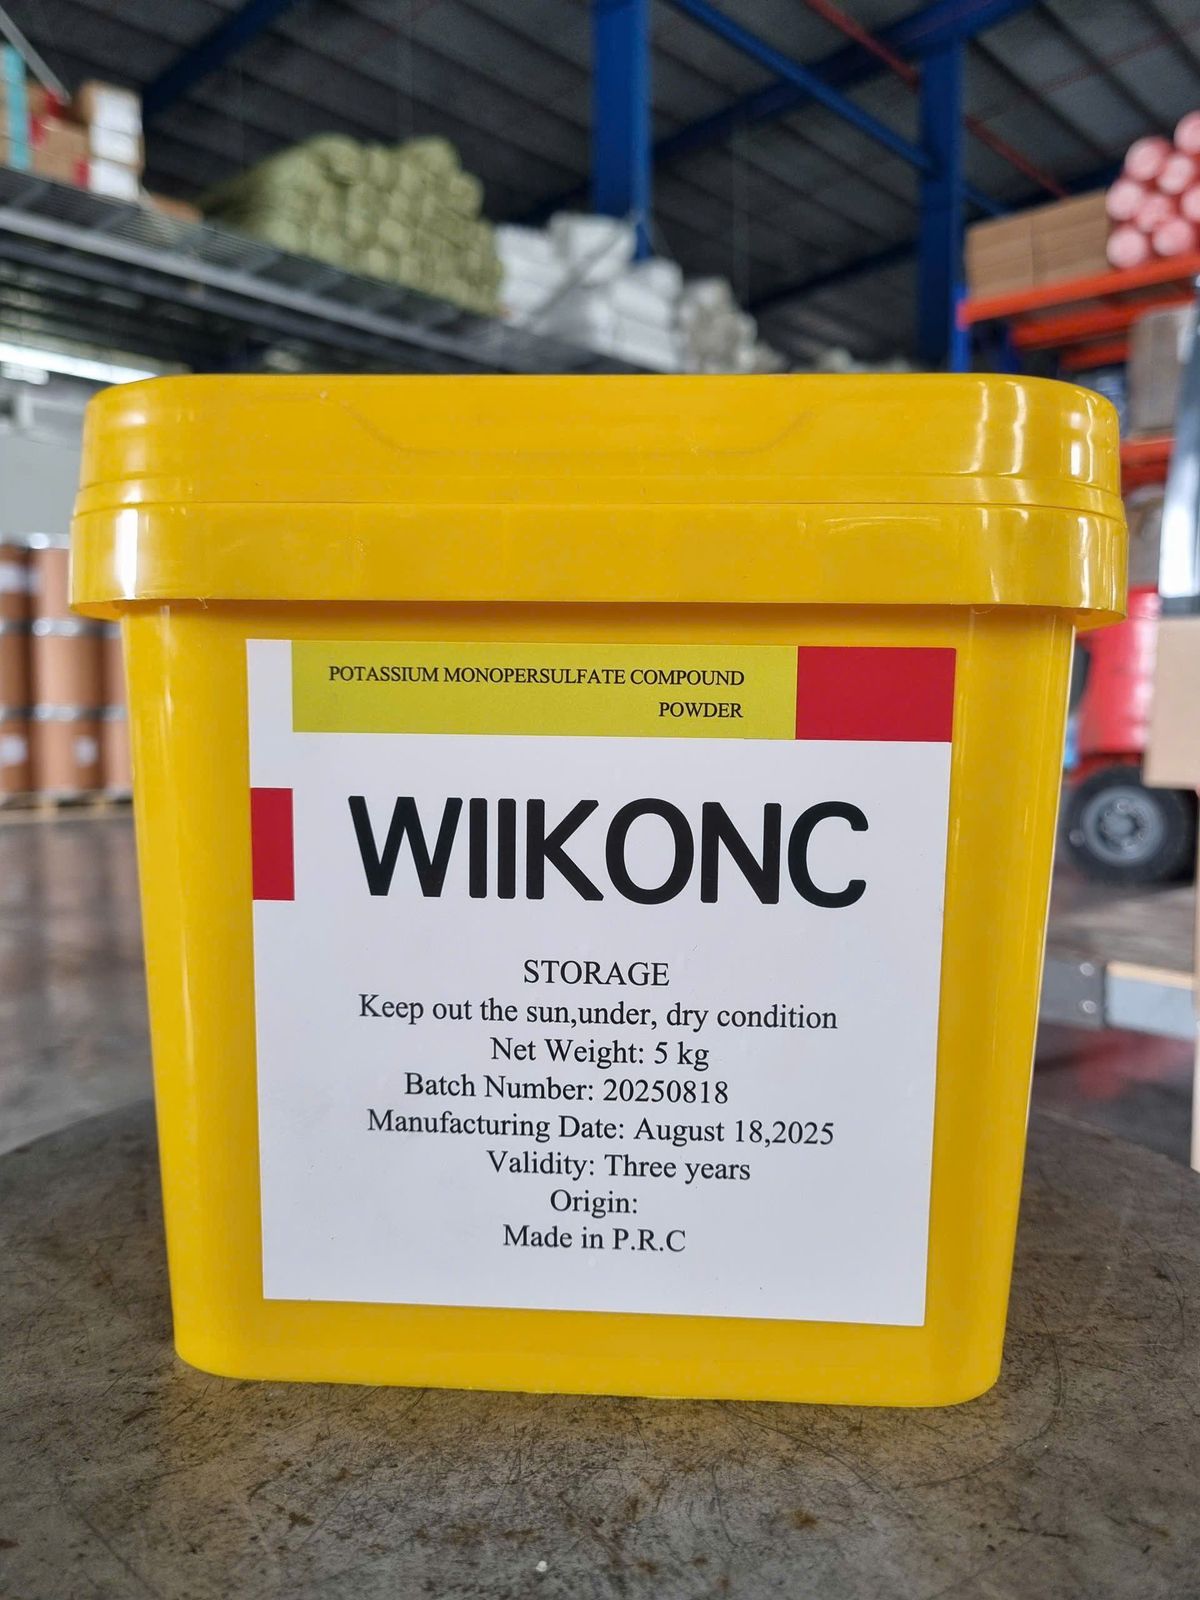 POTASSIUM MONOPERSULFATE COMPOUND
POWDER
WIIKONC
STORAGE
Keep out the sun,under, dry condition
Net Weight: 5 kg
Batch Number: 20250818
Manufacturing Date: August 18,2025
Validity: Three years
Origin:
Made in P.R.C